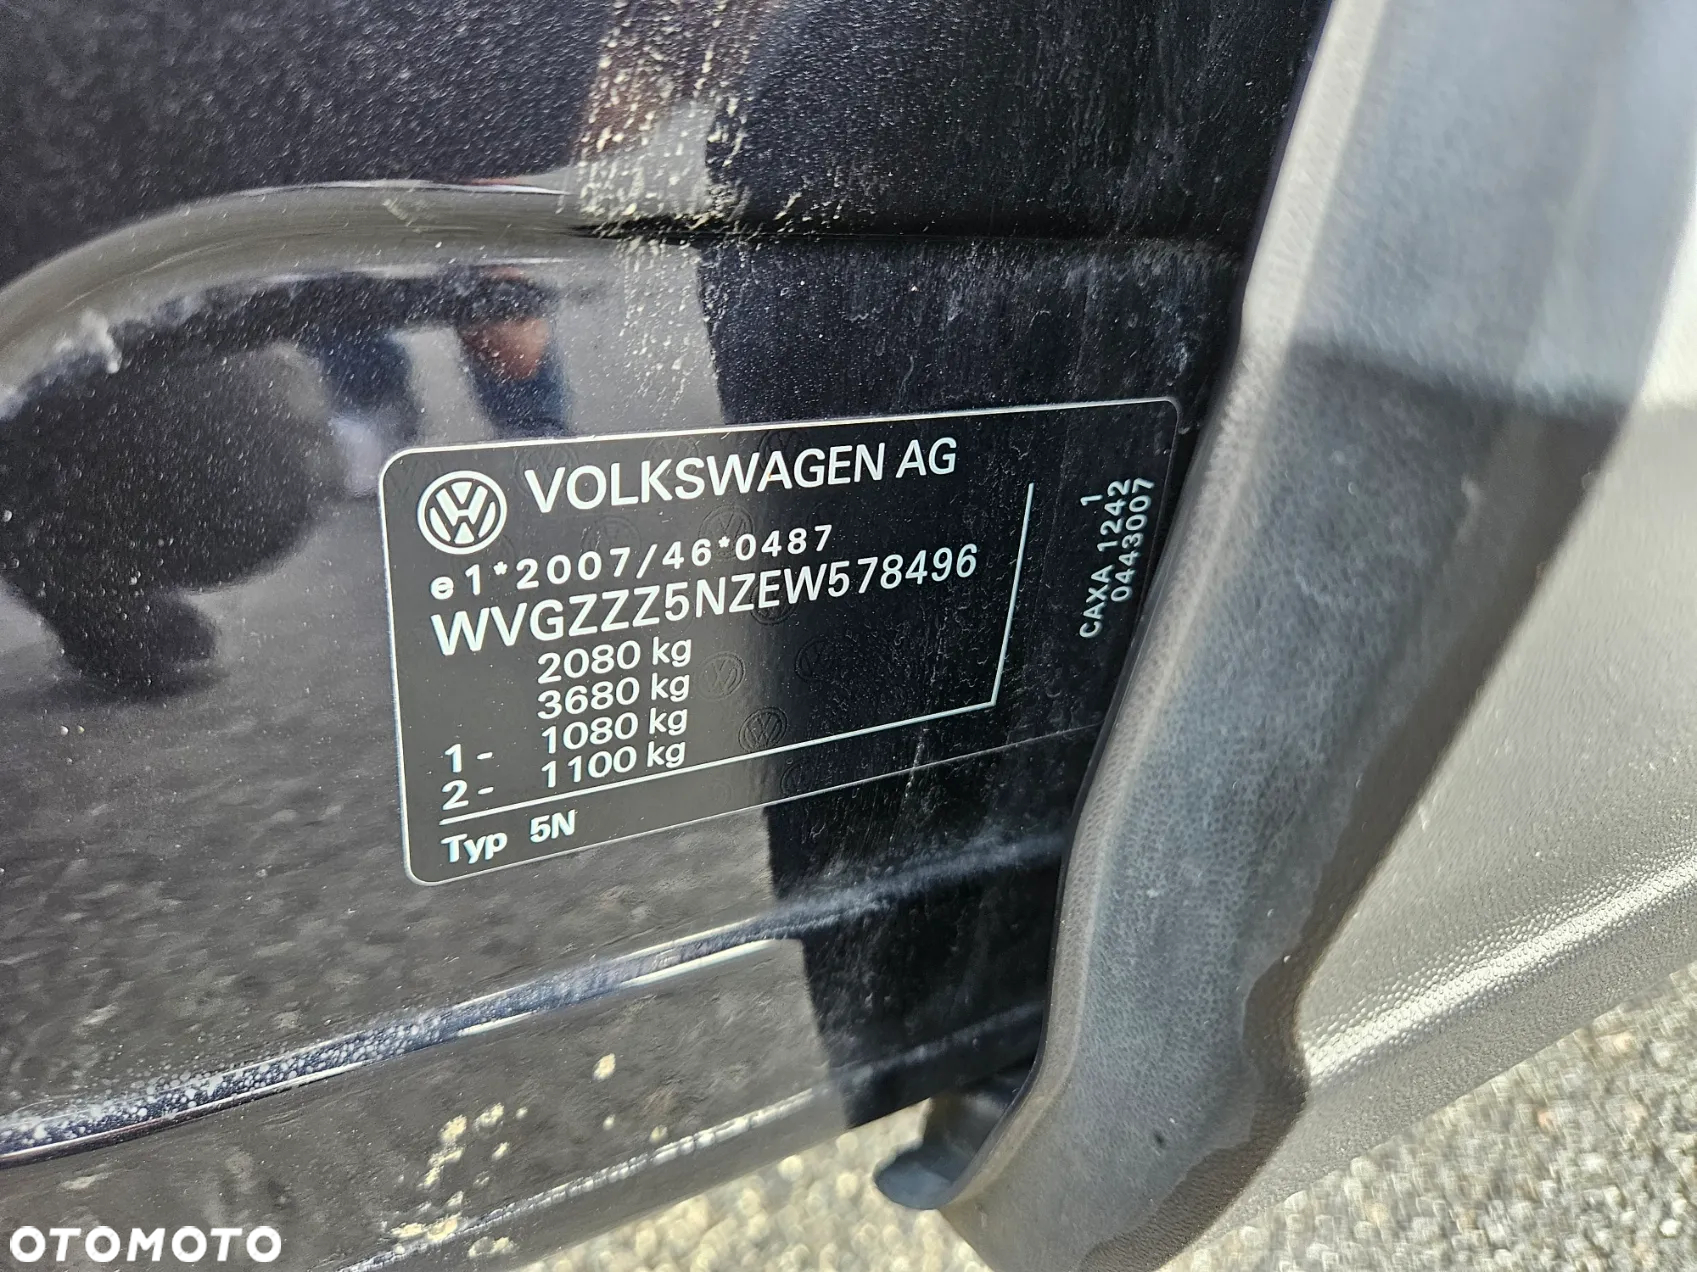 VOLKSWAGEN AG
e1*2007/46*0487
WVGZZZ5NZEW578496
2080 kg
3680 kg
1- 1080 kg
2- 1100 kg
Typ 5N
1
CAXA 1242
0443007
OTOMOTO